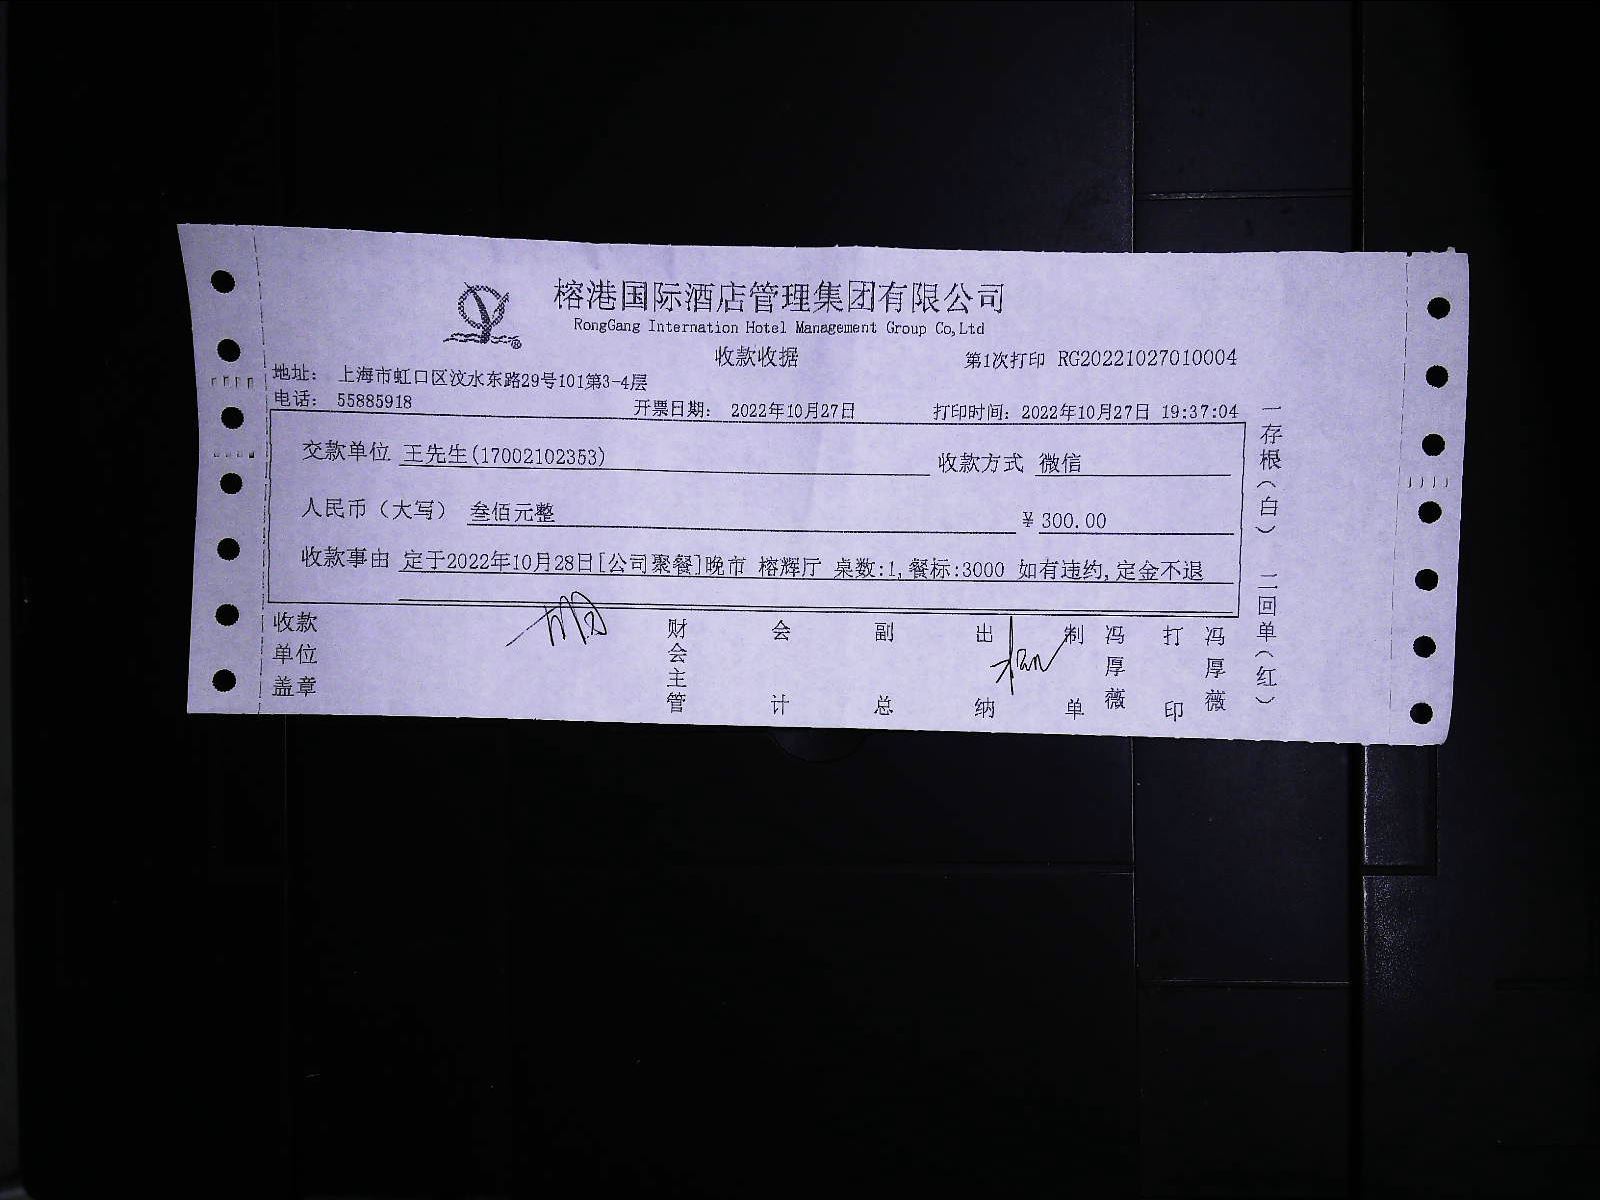 榕港国际酒店管理集团有限公司
RongGang Internation Hotel Management Group Co,Ltd
收款收据
第1次打印 RG20221027010004
地址： 上海市虹口区汶水东路29号101第3-4层
电话： 55885918
开票日期： 2022年10月27日
打印时间：2022年10月27日 19:37:04
交款单位 王先生(17002102353)
收款方式 微信
人民币（大写） 叁佰元整
¥ 300.00
收款事由 定于2022年10月28日[公司聚餐]晚市 榕辉厅 桌数:1,餐标:3000 如有违约,定金不退
收款单位盖章
财会主管
会计
副总
出纳
制单
冯厚薇
打印
冯厚薇
一存根（白） 二回单（红）